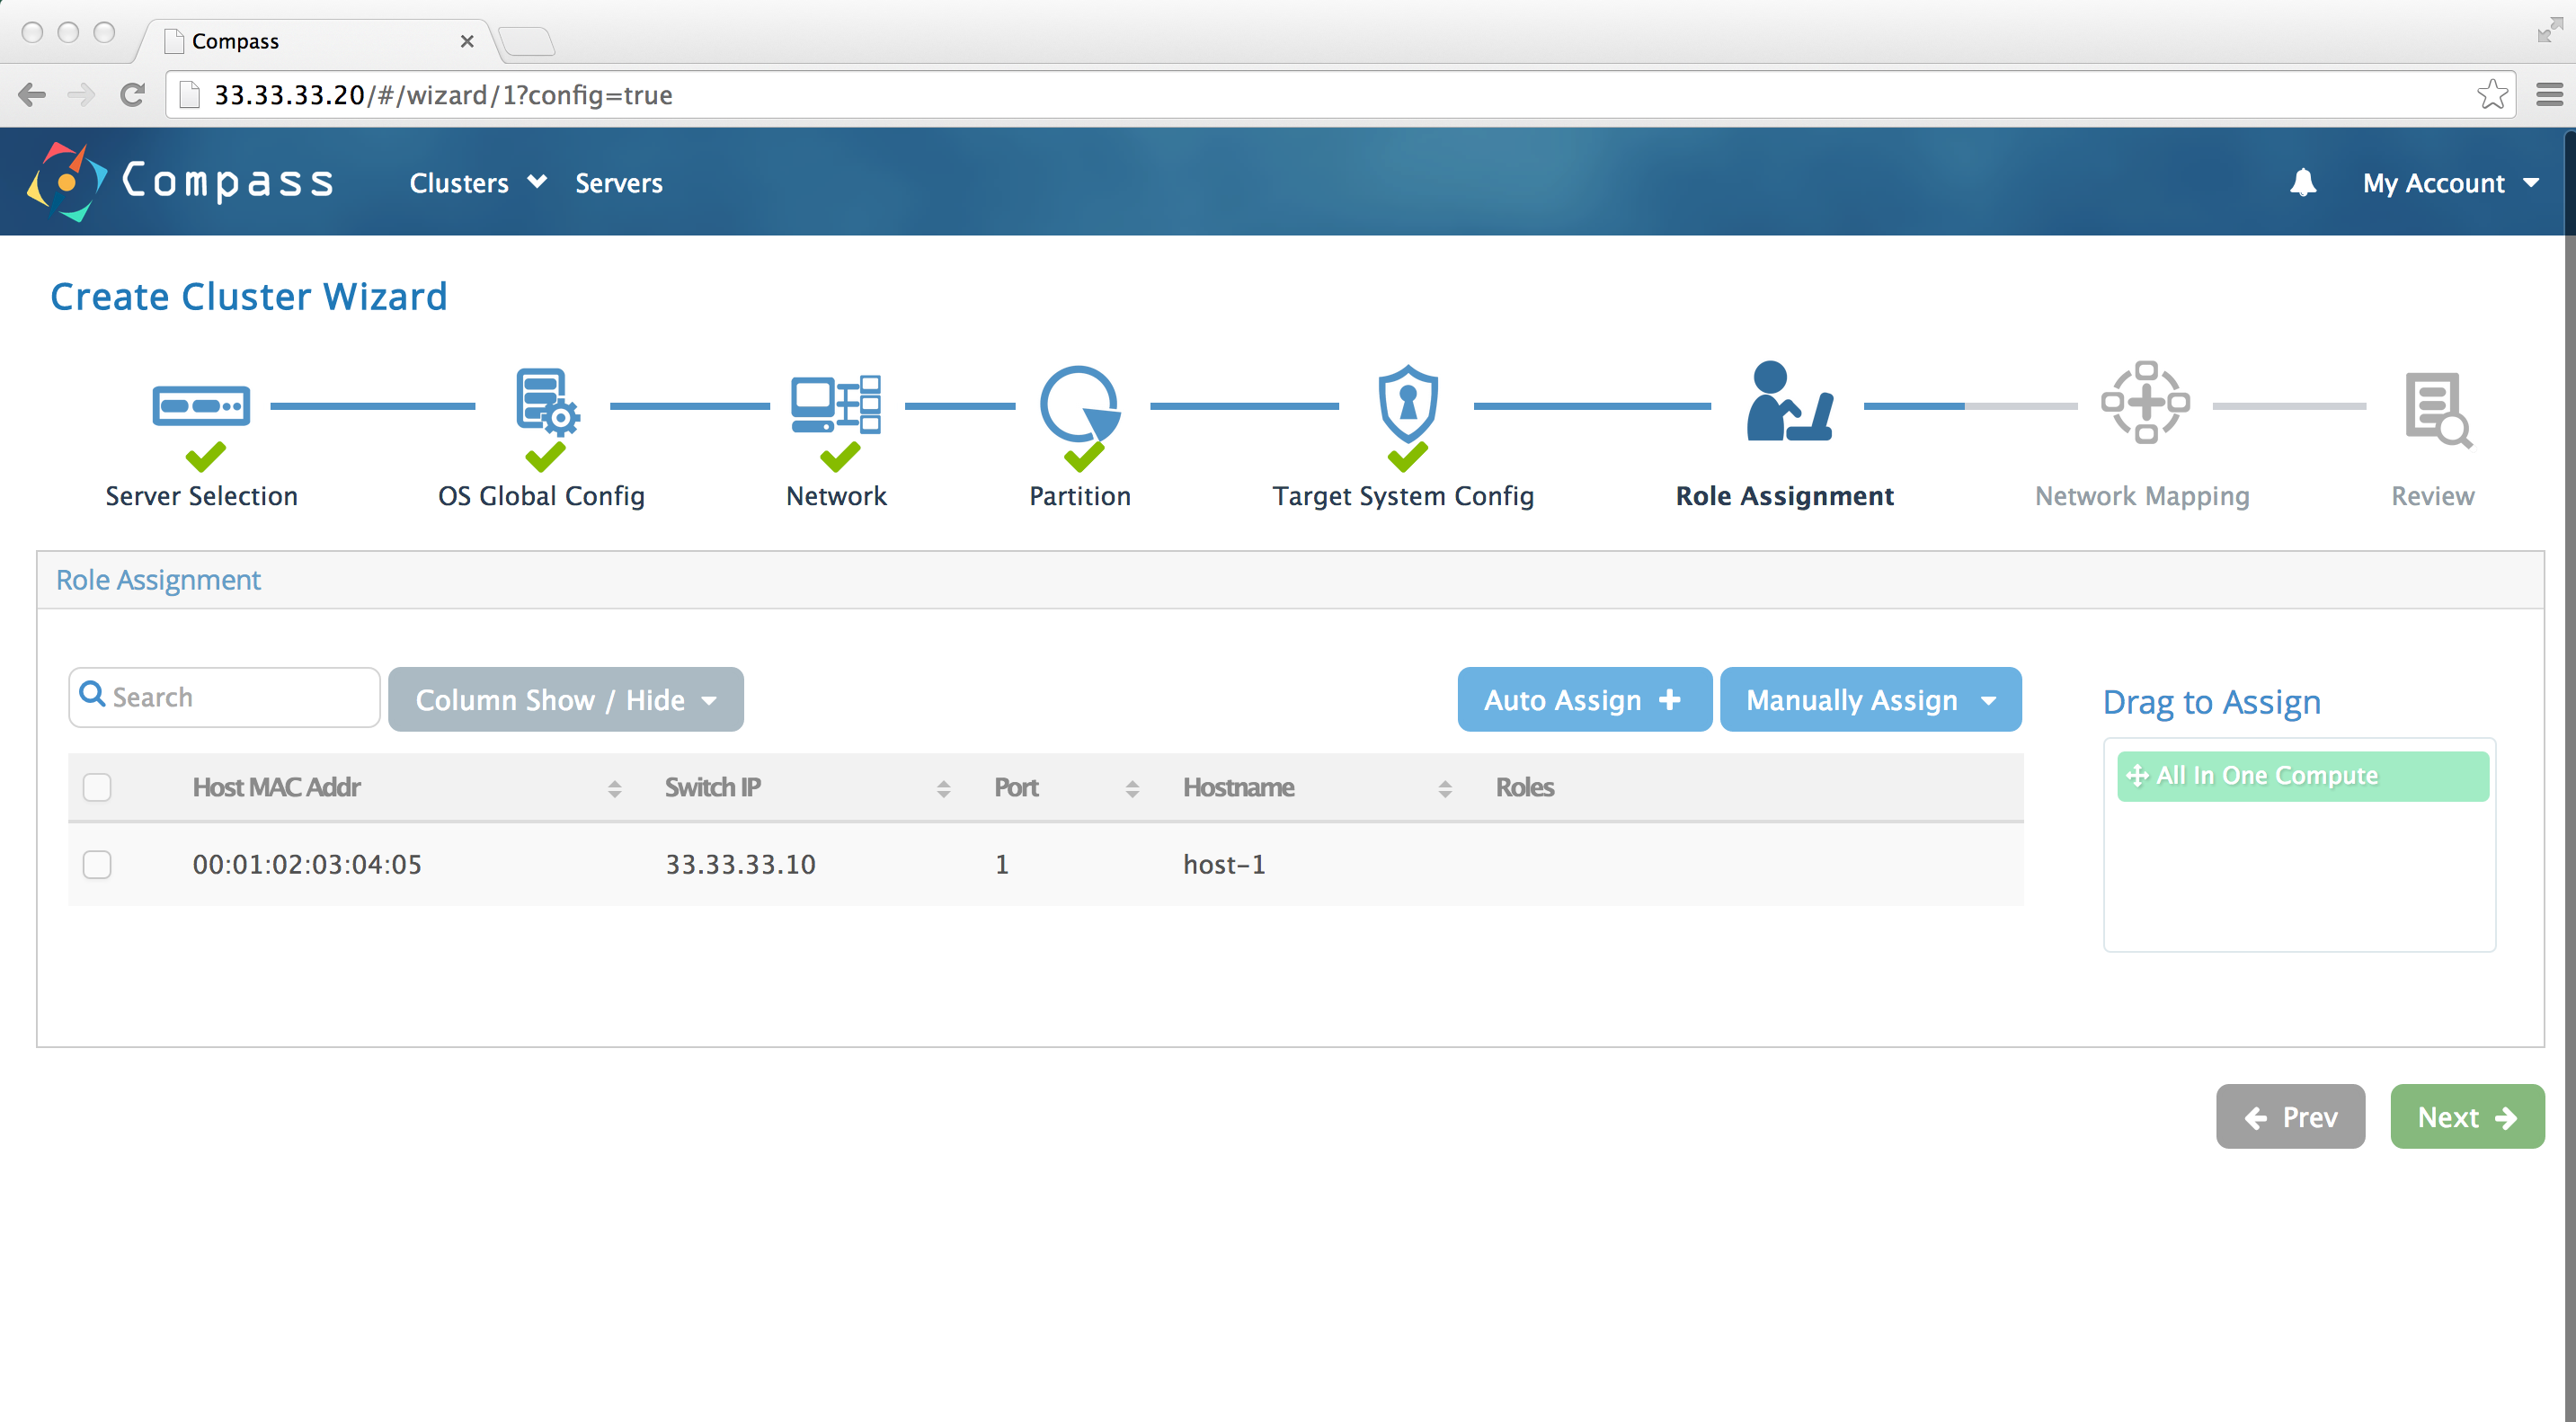 Compass
33.33.33.20/#/wizard/1?config=true
Compass
Clusters
Servers
My Account
Create Cluster Wizard
Server Selection
OS Global Config
Network
Partition
Target System Config
Role Assignment
Network Mapping
Review
Role Assignment
Search
Column Show / Hide
Auto Assign
Manually Assign
Drag to Assign
All In One Compute
Host MAC Addr
Switch IP
Port
Hostname
Roles
00:01:02:03:04:05
33.33.33.10
1
host-1
Prev
Next